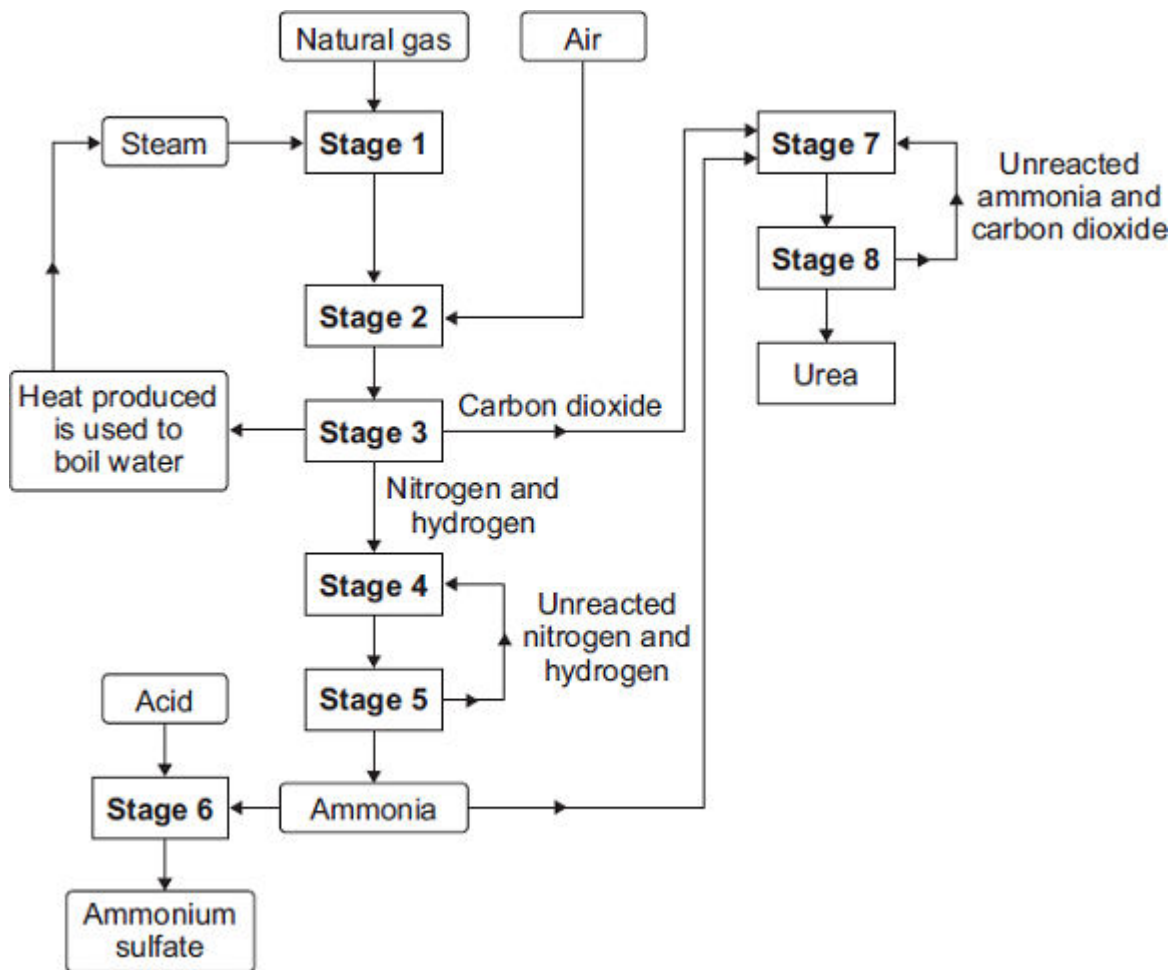 Natural gas
Air
Steam
Stage 1
Stage 7
Unreacted
ammonia and
carbon dioxide
Stage 8
Stage 2
Urea
Heat produced
is used to
boil water
Stage 3
Carbon dioxide
Nitrogen and
hydrogen
Stage 4
Unreacted
nitrogen and
hydrogen
Stage 5
Acid
Stage 6
Ammonia
Ammonium
sulfate